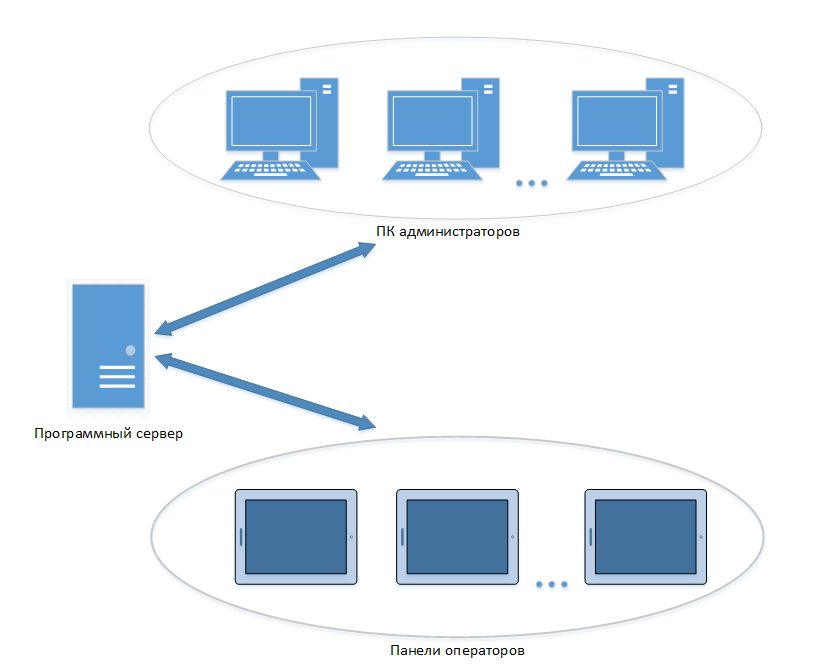 ПК администраторов
Программный сервер
Панели операторов